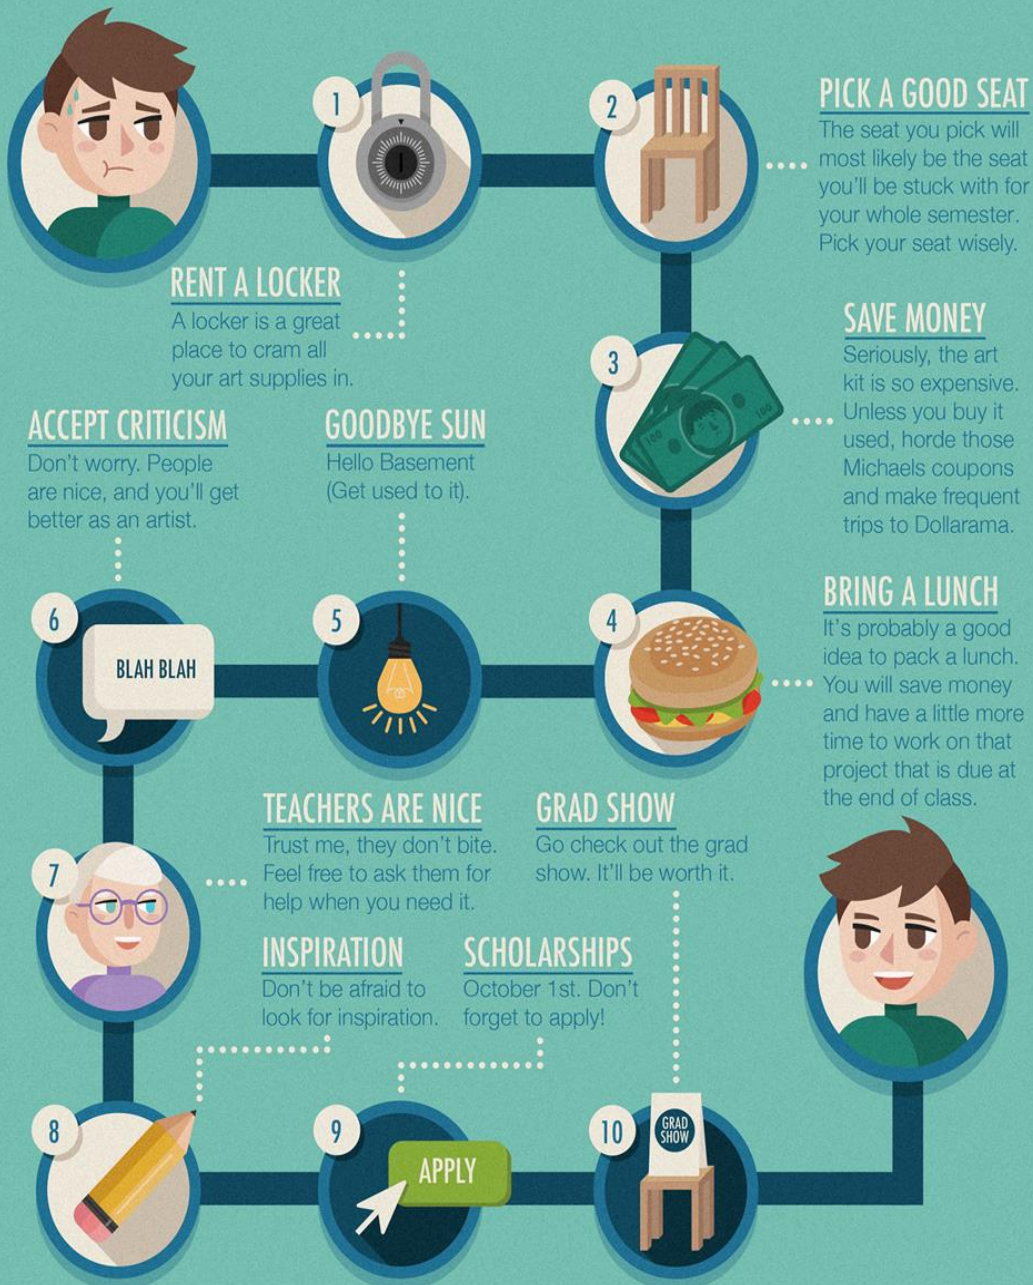 1
RENT A LOCKER
A locker is a great
place to cram all
your art supplies in.
2
PICK A GOOD SEAT
The seat you pick will
most likely be the seat
you'll be stuck with for
your whole semester.
Pick your seat wisely.
3
100
100
SAVE MONEY
Seriously, the art
kit is so expensive.
Unless you buy it
used, horde those
Michaels coupons
and make frequent
trips to Dollarama.
4
BRING A LUNCH
It's probably a good
idea to pack a lunch.
You will save money
and have a little more
time to work on that
project that is due at
the end of class.
5
GOODBYE SUN
Hello Basement
(Get used to it).
6
ACCEPT CRITICISM
Don't worry. People
are nice, and you'll get
better as an artist.
BLAH BLAH
7
TEACHERS ARE NICE
Trust me, they don't bite.
Feel free to ask them for
help when you need it.
8
INSPIRATION
Don't be afraid to
look for inspiration.
9
SCHOLARSHIPS
October 1st. Don't
forget to apply!
APPLY
10
GRAD SHOW
Go check out the grad
show. It'll be worth it.
GRAD
SHOW